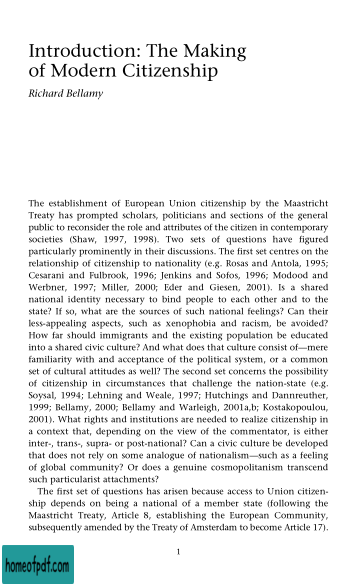 Introduction: The Making
of Modern Citizenship
Richard Bellamy
The establishment of European Union citizenship by the Maastricht
Treaty has prompted scholars, politicians and sections of the general
public to reconsider the role and attributes of the citizen in contemporary
societies (Shaw, 1997, 1998). Two sets of questions have figured
particularly prominently in their discussions. The first set centres on the
relationship of citizenship to nationality (e.g. Rosas and Antola, 1995;
Cesarani and Fulbrook, 1996; Jenkins and Sofos, 1996; Modood and
Werbner, 1997; Miller, 2000; Eder and Giesen, 2001). Is a shared
national identity necessary to bind people to each other and to the
state? If so, what are the sources of such national feelings? Can their
less-appealing aspects, such as xenophobia and racism, be avoided?
How far should immigrants and the existing population be educated
into a shared civic culture? And what does that culture consist of—mere
familiarity with and acceptance of the political system, or a common
set of cultural attitudes as well? The second set concerns the possibility
of citizenship in circumstances that challenge the nation-state (e.g.
Soysal, 1994; Lehning and Weale, 1997; Hutchings and Dannreuther,
1999; Bellamy, 2000; Bellamy and Warleigh, 2001a,b; Kostakopoulou,
2001). What rights and institutions are needed to realize citizenship in
a context that, depending on the view of the commentator, is either
inter-, trans-, supra- or post-national? Can a civic culture be developed
that does not rely on some analogue of nationalism—such as a feeling
of global community? Or does a genuine cosmopolitanism transcend
such particularist attachments?
The first set of questions has arisen because access to Union citizen-
ship depends on being a national of a member state (following the
Maastricht Treaty, Article 8, establishing the European Community,
subsequently amended by the Treaty of Amsterdam to become Article 17).
1
homeofpdf.com